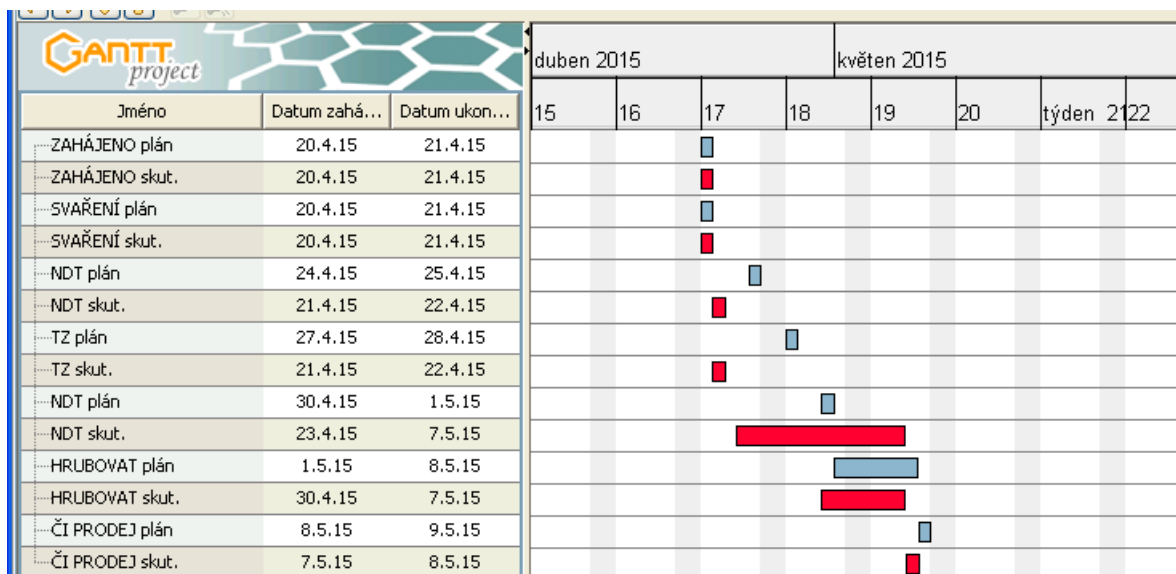 GANTT
project
duben 2015 květen 2015
Jméno Datum zahá... Datum ukon... 15 16 17 18 19 20 týden 21 22
ZAHÁJENO plán 20.4.15 21.4.15
ZAHÁJENO skut. 20.4.15 21.4.15
SVAŘENÍ plán 20.4.15 21.4.15
SVAŘENÍ skut. 20.4.15 21.4.15
NDT plán 24.4.15 25.4.15
NDT skut. 21.4.15 22.4.15
TZ plán 27.4.15 28.4.15
TZ skut. 21.4.15 22.4.15
NDT plán 30.4.15 1.5.15
NDT skut. 23.4.15 7.5.15
HRUBOVAT plán 1.5.15 8.5.15
HRUBOVAT skut. 30.4.15 7.5.15
ČI PRODEJ plán 8.5.15 9.5.15
ČI PRODEJ skut. 7.5.15 8.5.15